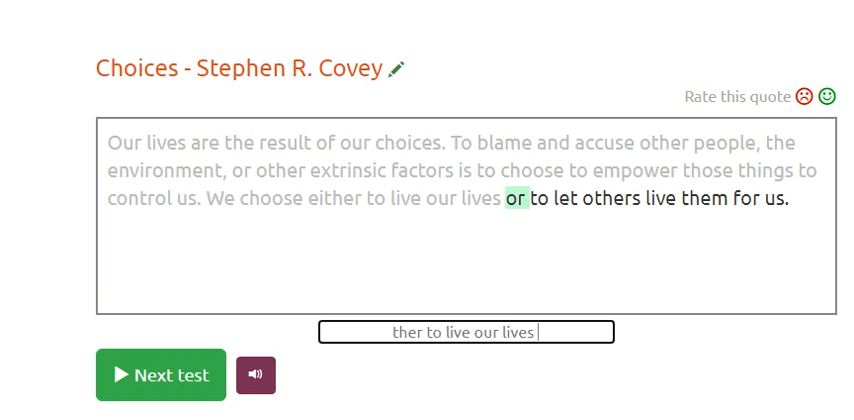 Choices - Stephen R. Covey
Rate this quote
Our lives are the result of our choices. To blame and accuse other people, the
environment, or other extrinsic factors is to choose to empower those things to
control us. We choose either to live our lives or to let others live them for us.
ther to live our lives
Next test